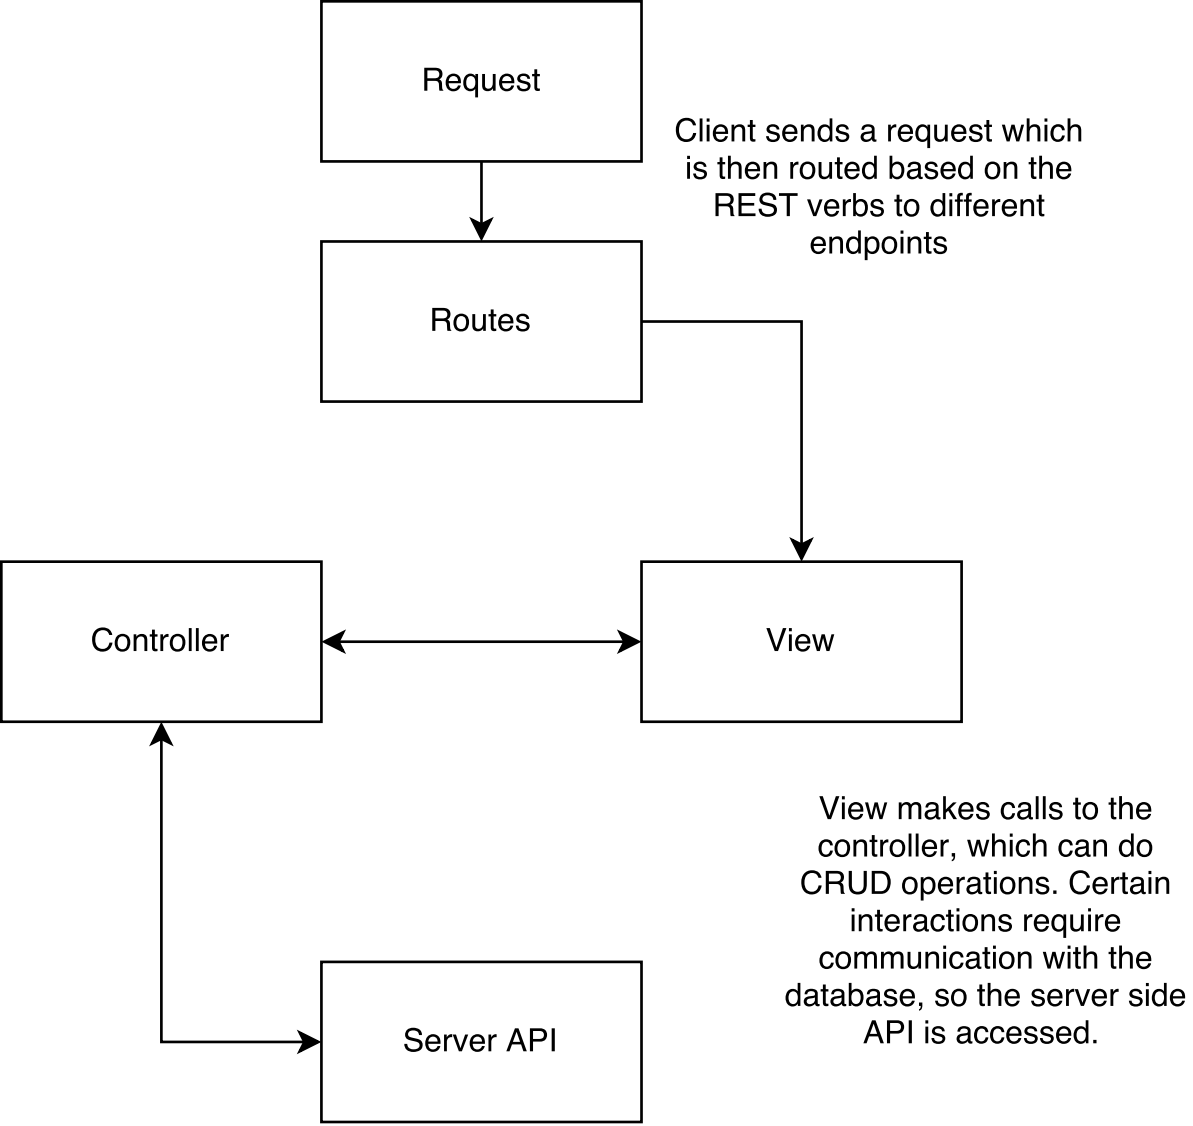 Request
Client sends a request which
is then routed based on the
REST verbs to different
endpoints
Routes
Controller
View
View makes calls to the
controller, which can do
CRUD operations. Certain
interactions require
communication with the
database, so the server side
API is accessed.
Server API